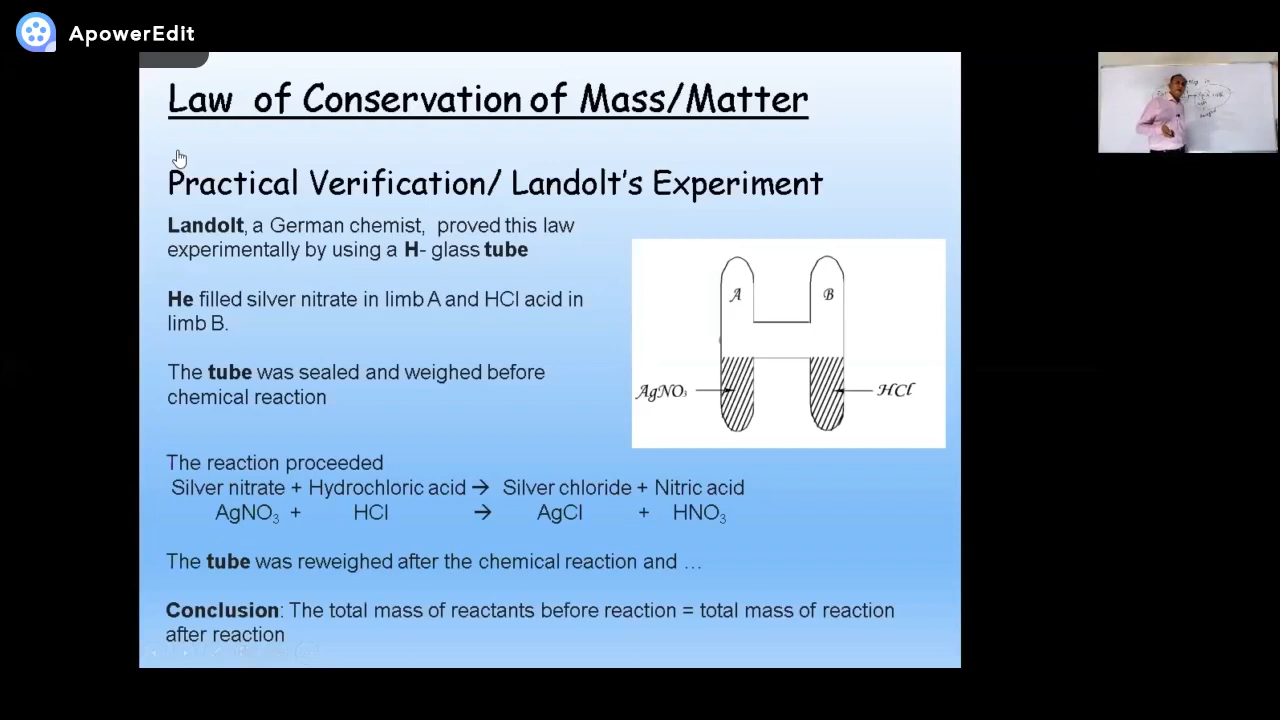 ApowerEdit
Law of Conservation of Mass/Matter
Practical Verification/ Landolt's Experiment
Landolt, a German chemist, proved this law
experimentally by using a H- glass tube
He filled silver nitrate in limb A and HCl acid in
limb B.
The tube was sealed and weighed before
chemical reaction
A
B
AgNO₃
HCl
The reaction proceeded
Silver nitrate + Hydrochloric acid → Silver chloride + Nitric acid
AgNO₃ + HCl → AgCl + HNO₃
The tube was reweighed after the chemical reaction and …
Conclusion: The total mass of reactants before reaction = total mass of reaction
after reaction